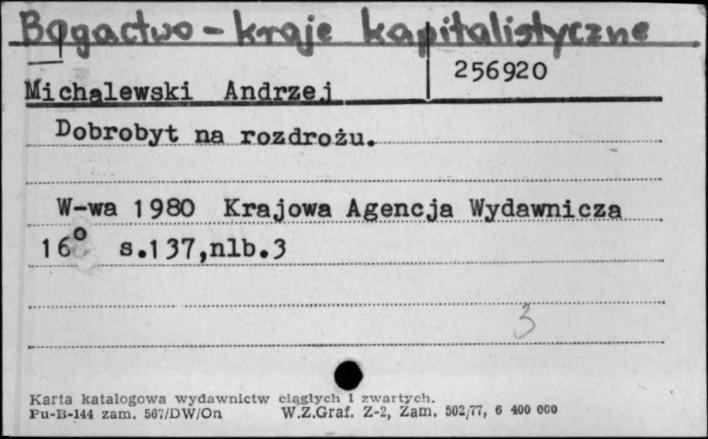 Bogactwo - kraje kapitalistyczne
256920
Michalewski Andrzej
Dobrobyt na rozdrożu.
W-wa 1980 Krajowa Agencja Wydawnicza
16° s.137,nlb.3
3
Karta katalogowa wydawnictw ciągłych i zwartych.
Pu-B-144 zam. 567/DW/On W.Z.Graf. Z-2, Zam. 502/77, 6 400 000